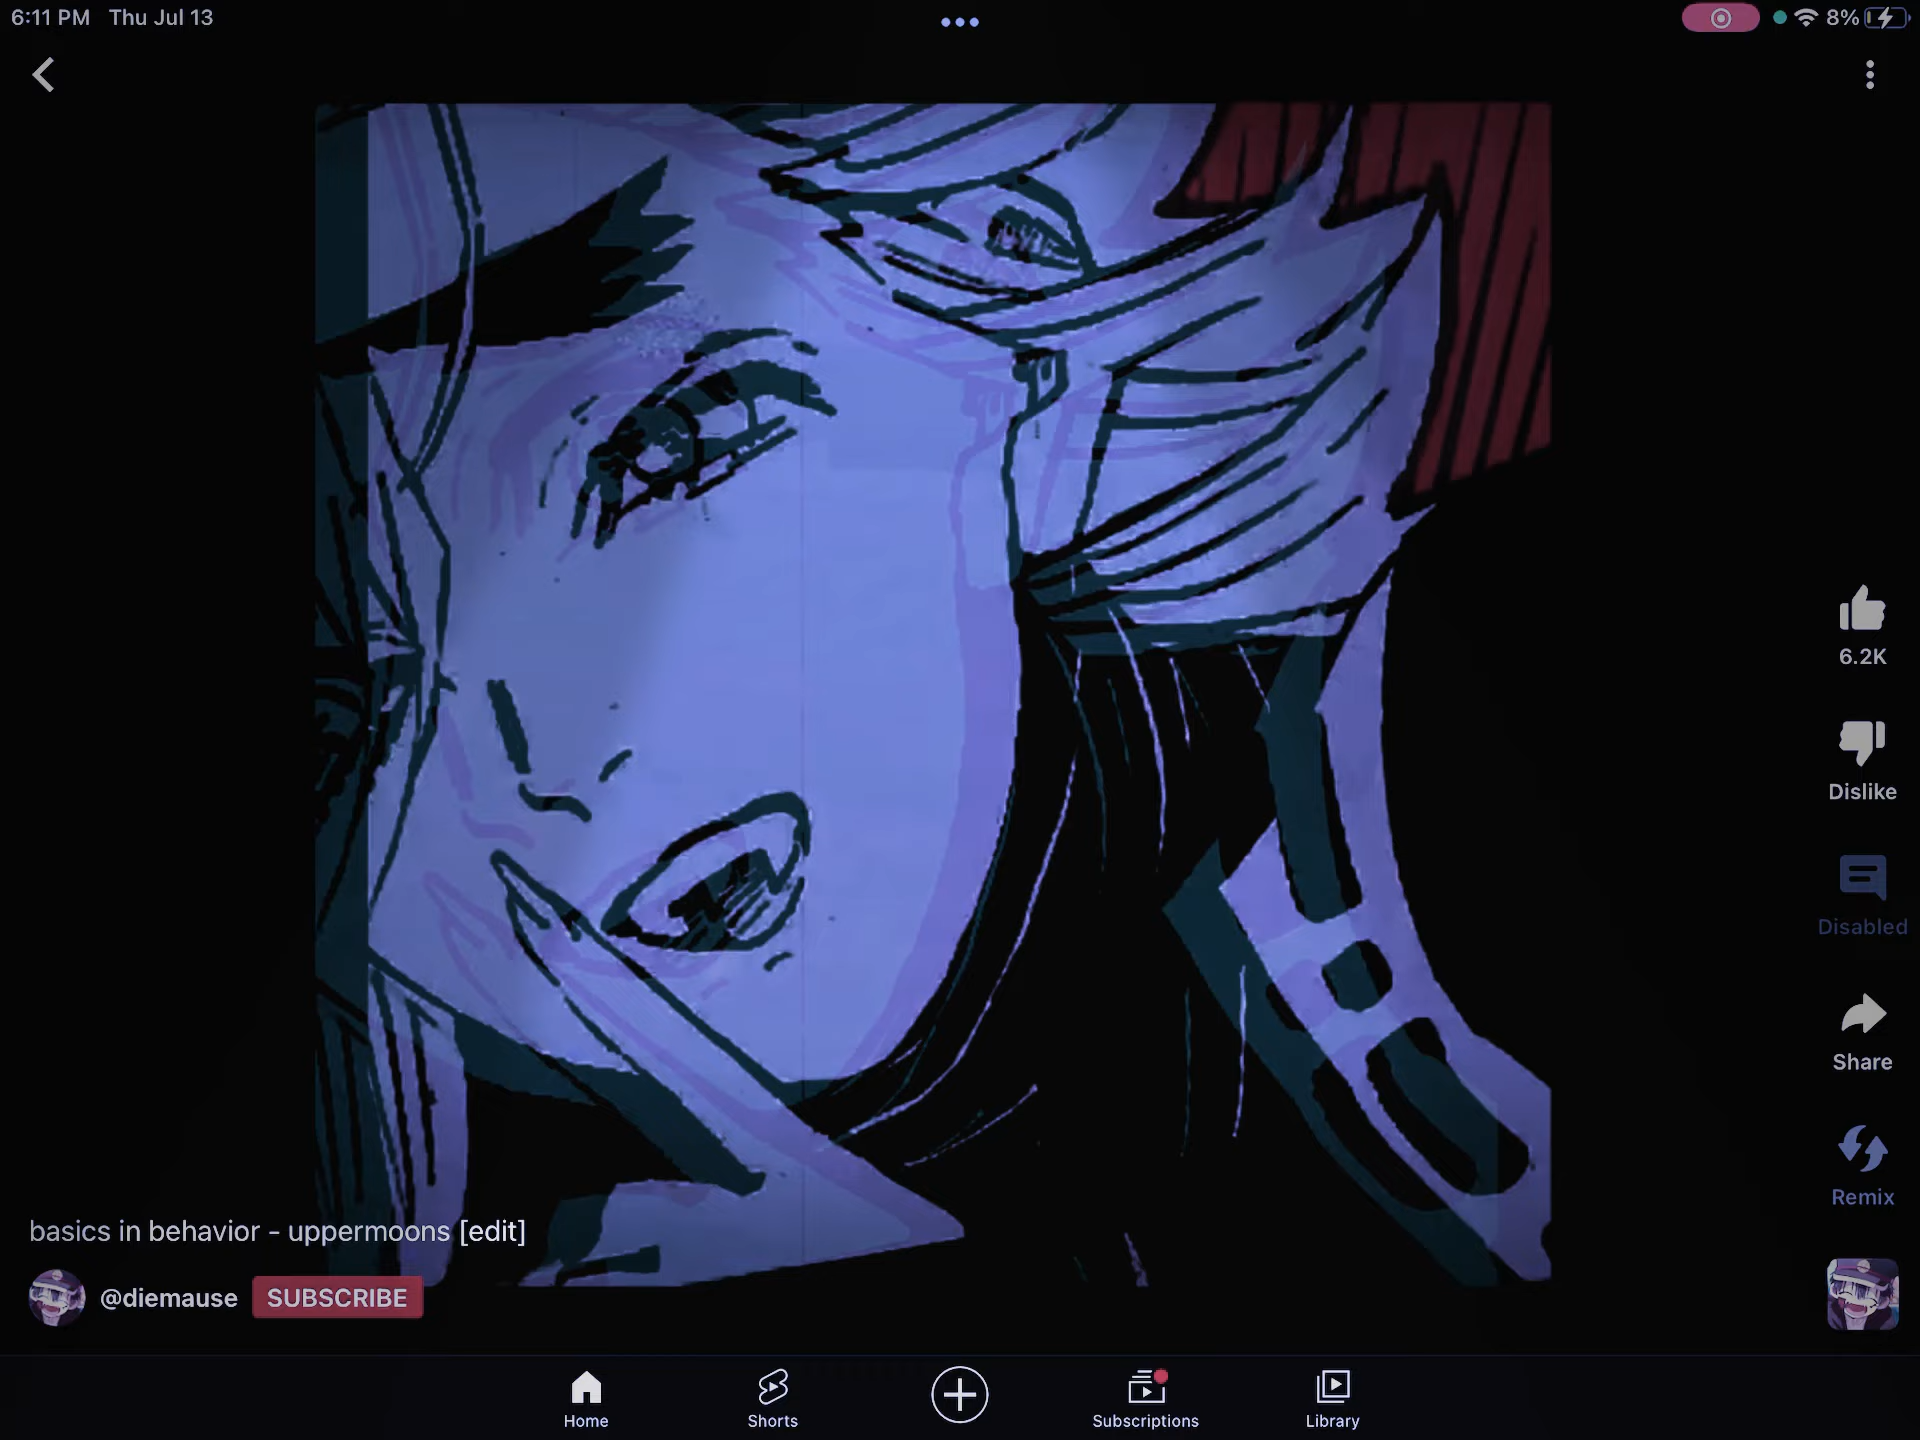 6:11 PM Thu Jul 13
8%
6.2K
Dislike
Disabled
Share
Remix
basics in behavior - uppermoons [edit]
@diemause SUBSCRIBE
Home Shorts Subscriptions Library